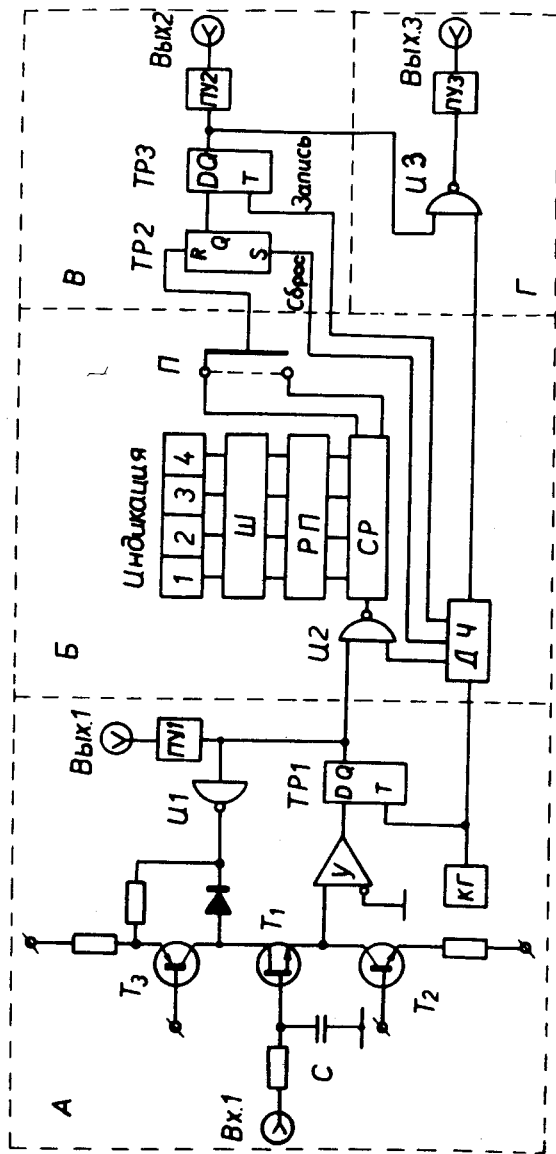 А
Вх.1
С
Т3
Т1
Т2
У
И1
ПУ1
Вых.1
ТР1
D Q
Т
КГ
Б
Индикация
1 2 3 4
Ш
РП
СР
И2
ДЧ
П
В
ТР2
R
Q
S
Сброс
ТР3
DQ
Т
Запись
ПУ2
Вых2
Г
И3
ПУ3
Вых.3